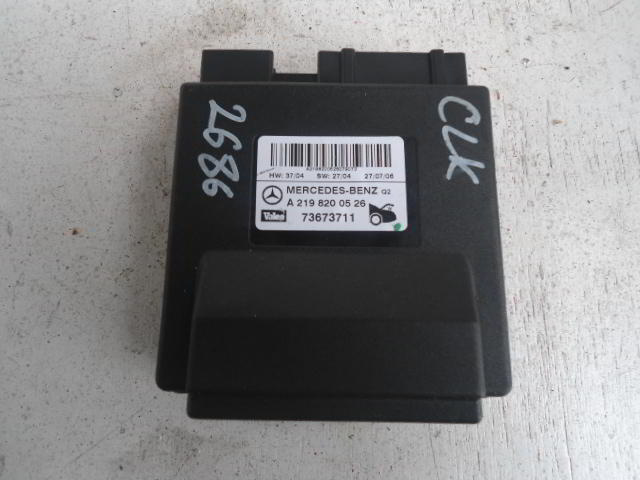 2686
CLK
HW: 37/04 SW: 27/04 27/07/06
MERCEDES-BENZ Q2
A 219 820 05 26
Valeo 73673711